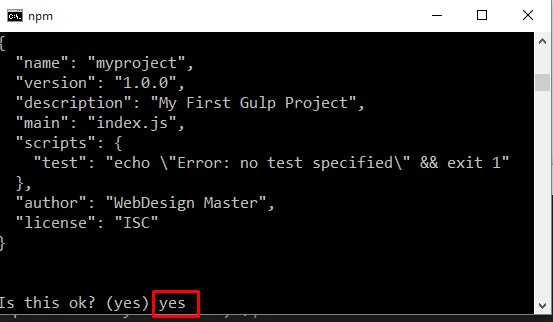 npm
{
"name": "myproject",
"version": "1.0.0",
"description": "My First Gulp Project",
"main": "index.js",
"scripts": {
"test": "echo \"Error: no test specified\" && exit 1"
},
"author": "WebDesign Master",
"license": "ISC"
}
Is this ok? (yes) yes